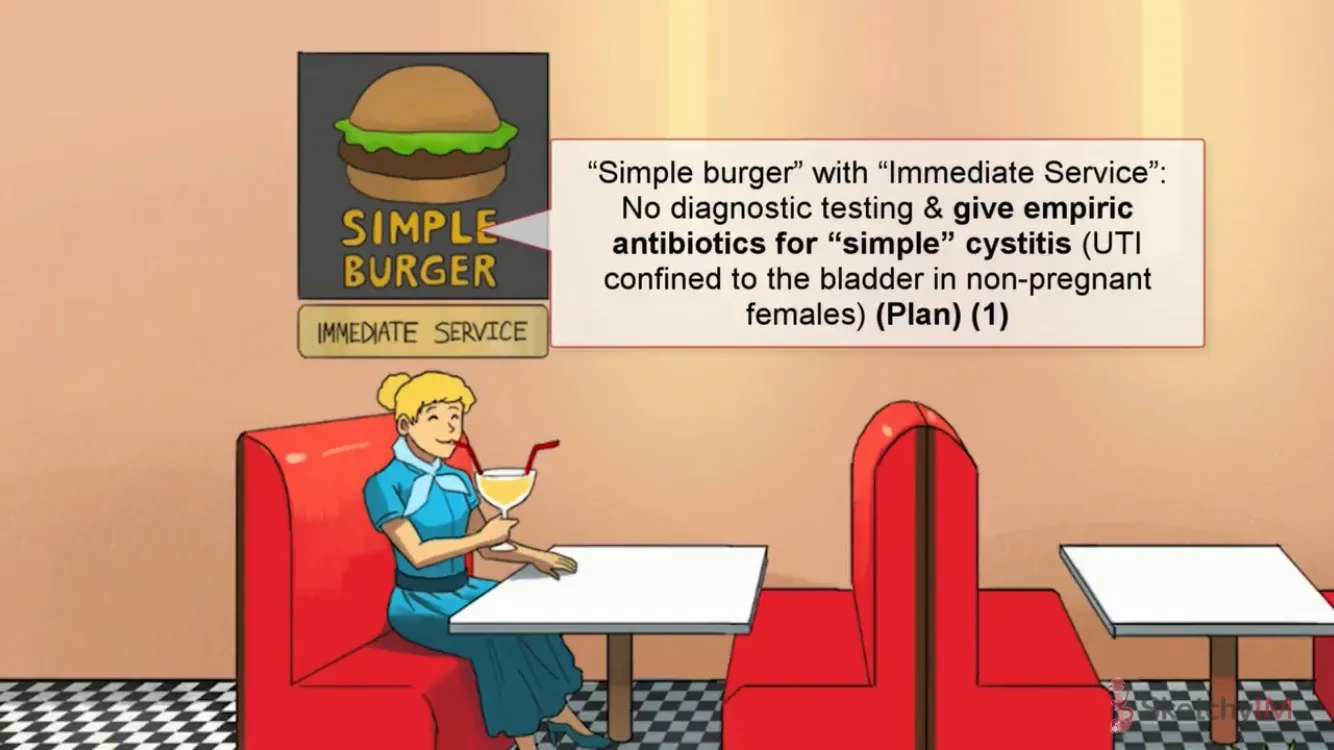 SIMPLE
BURGER
IMMEDIATE SERVICE
“Simple burger” with “Immediate Service”:
No diagnostic testing & give empiric
antibiotics for “simple” cystitis (UTI
confined to the bladder in non-pregnant
females) (Plan) (1)
SketchyIM